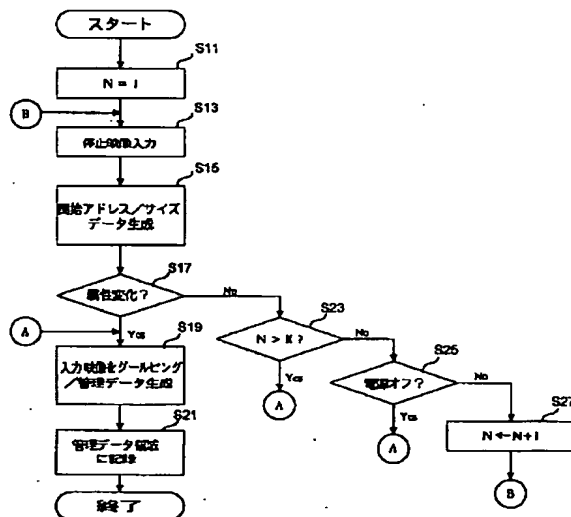 スタート
S11
N = 1
B
S13
停止映像入力
S15
開始アドレス／サイズ
データ生成
S17
属性変化？
No
A
Yes
S19
入力映像をグールピング
／管理データ生成
S21
管理データ領域
に記録
終了
S23
N > K ?
No
Yes
A
S25
電源オフ？
No
Yes
A
S27
N←N+1
B